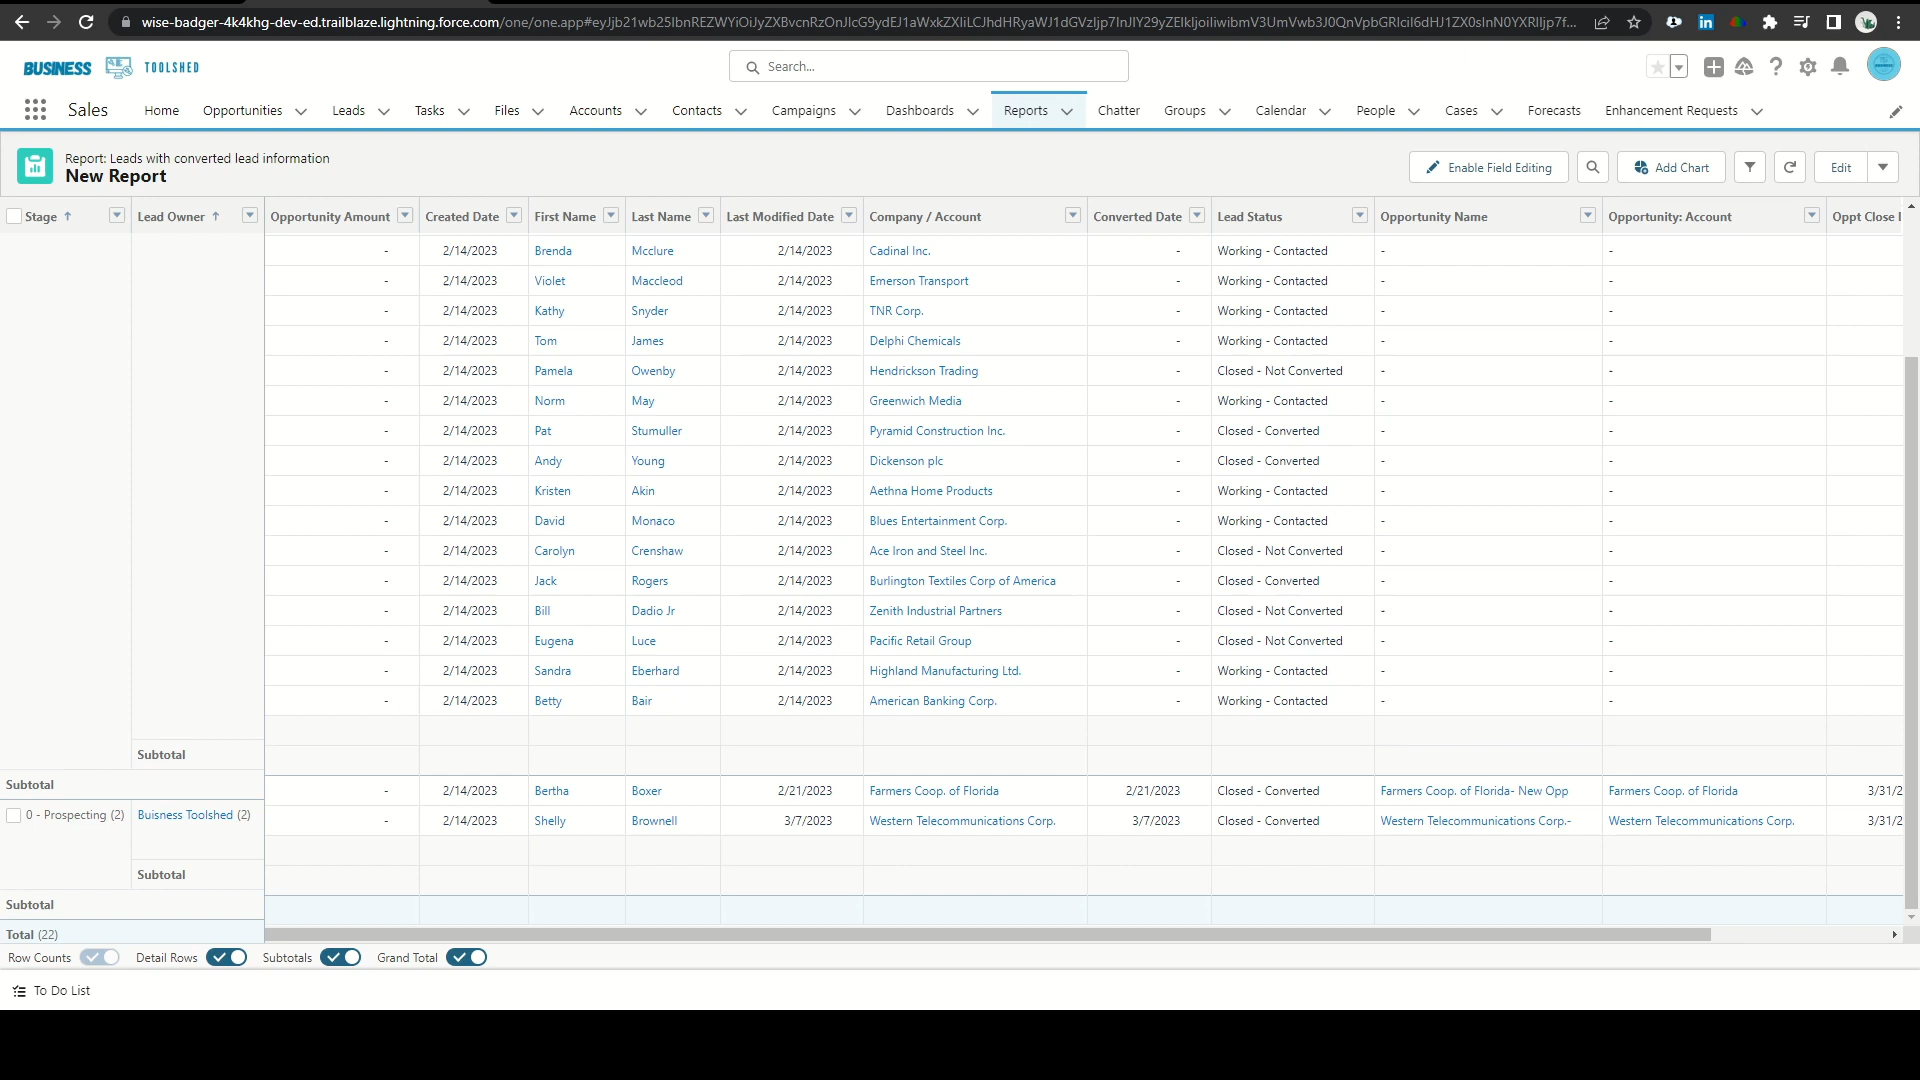 wise-badger-4k4khg-dev-ed.trailblaze.lightning.force.com/one/one.app#
BUSINESS TOOLSHED
Search...
Sales Home Opportunities Leads Tasks Files Accounts Contacts Campaigns Dashboards Reports Chatter Groups Calendar People Cases Forecasts Enhancement Requests
Report: Leads with converted lead information
New Report
Enable Field Editing Add Chart Edit
Stage ↑ Lead Owner ↑ Opportunity Amount Created Date First Name Last Name Last Modified Date Company / Account Converted Date Lead Status Opportunity Name Opportunity: Account Oppt Close
- 2/14/2023 Brenda Mcclure 2/14/2023 Cadinal Inc. - Working - Contacted - -
- 2/14/2023 Violet Maccleod 2/14/2023 Emerson Transport - Working - Contacted - -
- 2/14/2023 Kathy Snyder 2/14/2023 TNR Corp. - Working - Contacted - -
- 2/14/2023 Tom James 2/14/2023 Delphi Chemicals - Working - Contacted - -
- 2/14/2023 Pamela Owenby 2/14/2023 Hendrickson Trading - Closed - Not Converted - -
- 2/14/2023 Norm May 2/14/2023 Greenwich Media - Working - Contacted - -
- 2/14/2023 Pat Stumuller 2/14/2023 Pyramid Construction Inc. - Closed - Converted - -
- 2/14/2023 Andy Young 2/14/2023 Dickenson plc - Closed - Converted - -
- 2/14/2023 Kristen Akin 2/14/2023 Aethna Home Products - Working - Contacted - -
- 2/14/2023 David Monaco 2/14/2023 Blues Entertainment Corp. - Working - Contacted - -
- 2/14/2023 Carolyn Crenshaw 2/14/2023 Ace Iron and Steel Inc. - Closed - Not Converted - -
- 2/14/2023 Jack Rogers 2/14/2023 Burlington Textiles Corp of America - Closed - Converted - -
- 2/14/2023 Bill Dadio Jr 2/14/2023 Zenith Industrial Partners - Closed - Not Converted - -
- 2/14/2023 Eugena Luce 2/14/2023 Pacific Retail Group - Closed - Not Converted - -
- 2/14/2023 Sandra Eberhard 2/14/2023 Highland Manufacturing Ltd. - Working - Contacted - -
- 2/14/2023 Betty Bair 2/14/2023 American Banking Corp. - Working - Contacted - -
Subtotal
Subtotal
- 2/14/2023 Bertha Boxer 2/21/2023 Farmers Coop. of Florida 2/21/2023 Closed - Converted Farmers Coop. of Florida- New Opp Farmers Coop. of Florida 3/31/2
0 - Prospecting (2) Buisness Toolshed (2) - 2/14/2023 Shelly Brownell 3/7/2023 Western Telecommunications Corp. 3/7/2023 Closed - Converted Western Telecommunications Corp.- Western Telecommunications Corp. 3/31/2
Subtotal
Subtotal
Total (22)
Row Counts Detail Rows Subtotals Grand Total
To Do List